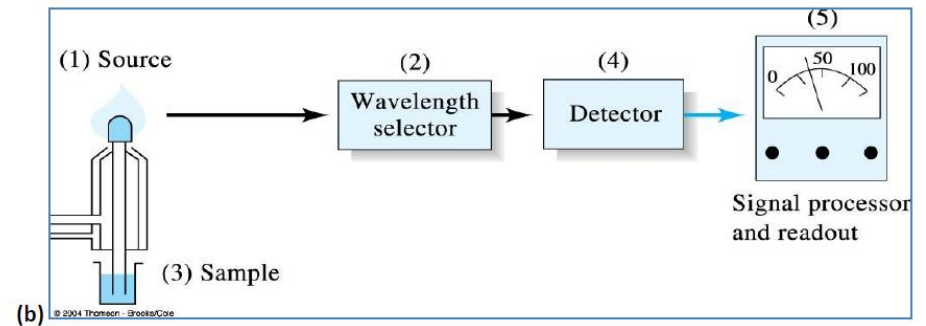 (5)
(1) Source
(2)
(4)
0
50
100
Wavelength
selector
Detector
Signal processor
and readout
(3) Sample
(b)
© 2004 Thomson - Brooks/Cole